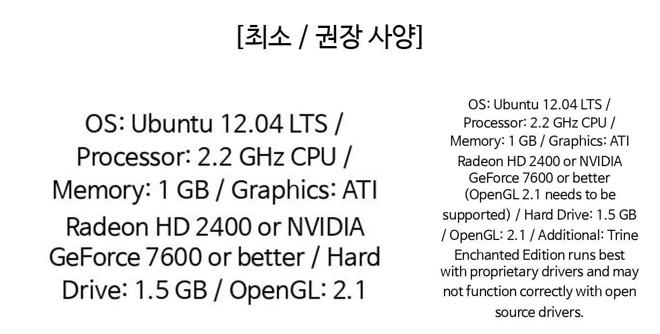 [최소 / 권장 사양]
OS: Ubuntu 12.04 LTS /
Processor: 2.2 GHz CPU /
Memory: 1 GB / Graphics: ATI
Radeon HD 2400 or NVIDIA
GeForce 7600 or better / Hard
Drive: 1.5 GB / OpenGL: 2.1
OS: Ubuntu 12.04 LTS /
Processor: 2.2 GHz CPU /
Memory: 1 GB / Graphics: ATI
Radeon HD 2400 or NVIDIA
GeForce 7600 or better
(OpenGL 2.1 needs to be
supported) / Hard Drive: 1.5 GB
/ OpenGL: 2.1 / Additional: Trine
Enchanted Edition runs best
with proprietary drivers and may
not function correctly with open
source drivers.